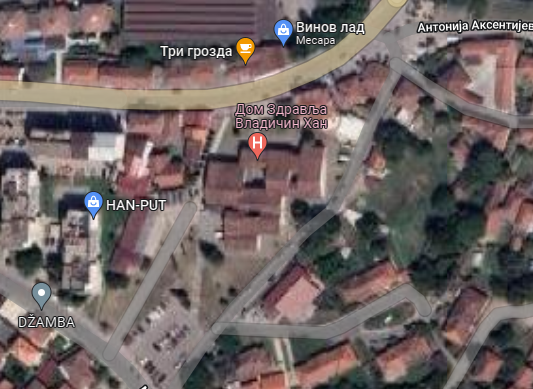 Винов лад
Месара
Три грозда
Антонија Аксентијев
Дом Здравља
Владичин Хан
H
HAN-PUT
DŽAMBA